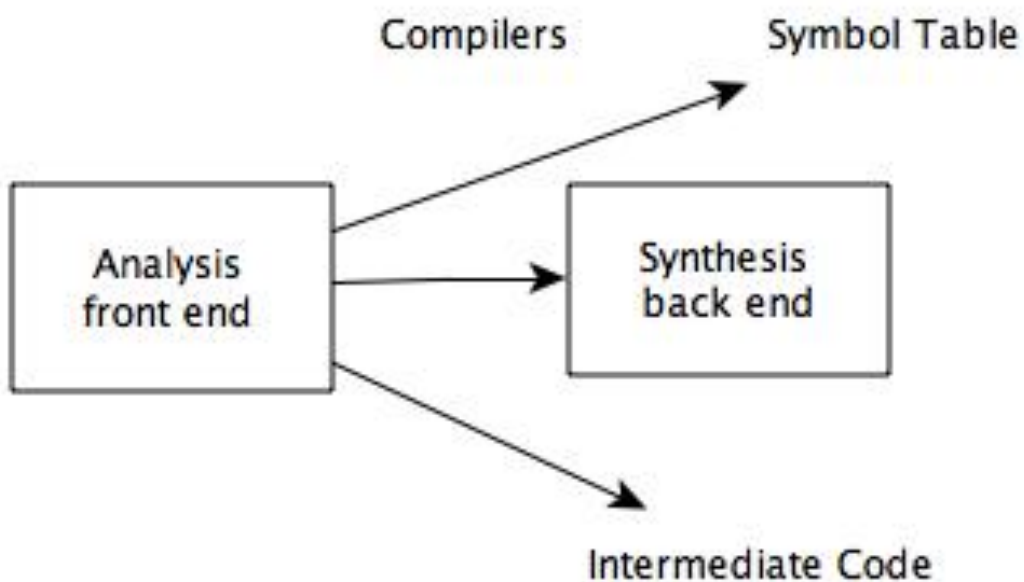 Compilers
Symbol Table
Analysis
front end
Synthesis
back end
Intermediate Code